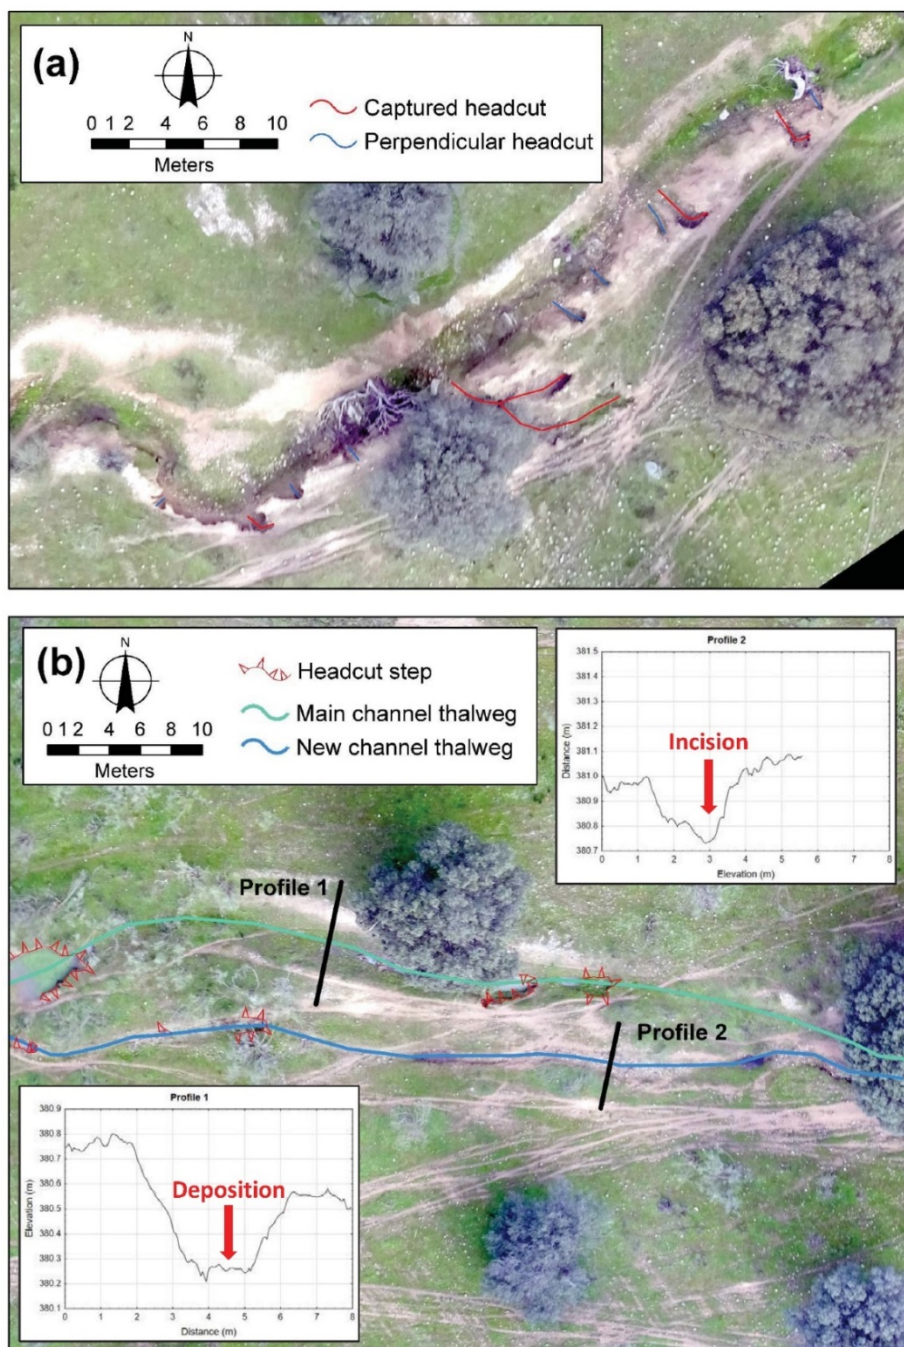 (a)
N
0 1 2 4 6 8 10
Meters
Captured headcut
Perpendicular headcut
(b)
N
0 1 2 4 6 8 10
Meters
Headcut step
Main channel thalweg
New channel thalweg
Profile 2
381.5
381.4
381.3
381.2
381.1
381.0
380.9
380.8
380.7
Distance (m)
Incision
0 1 2 3 4 5 6 7 8
Elevation (m)
Profile 1
Profile 2
Profile 1
380.9
380.8
380.7
380.6
380.5
380.4
380.3
380.2
380.1
Elevation (m)
Deposition
0 1 2 3 4 5 6 7 8
Distance (m)